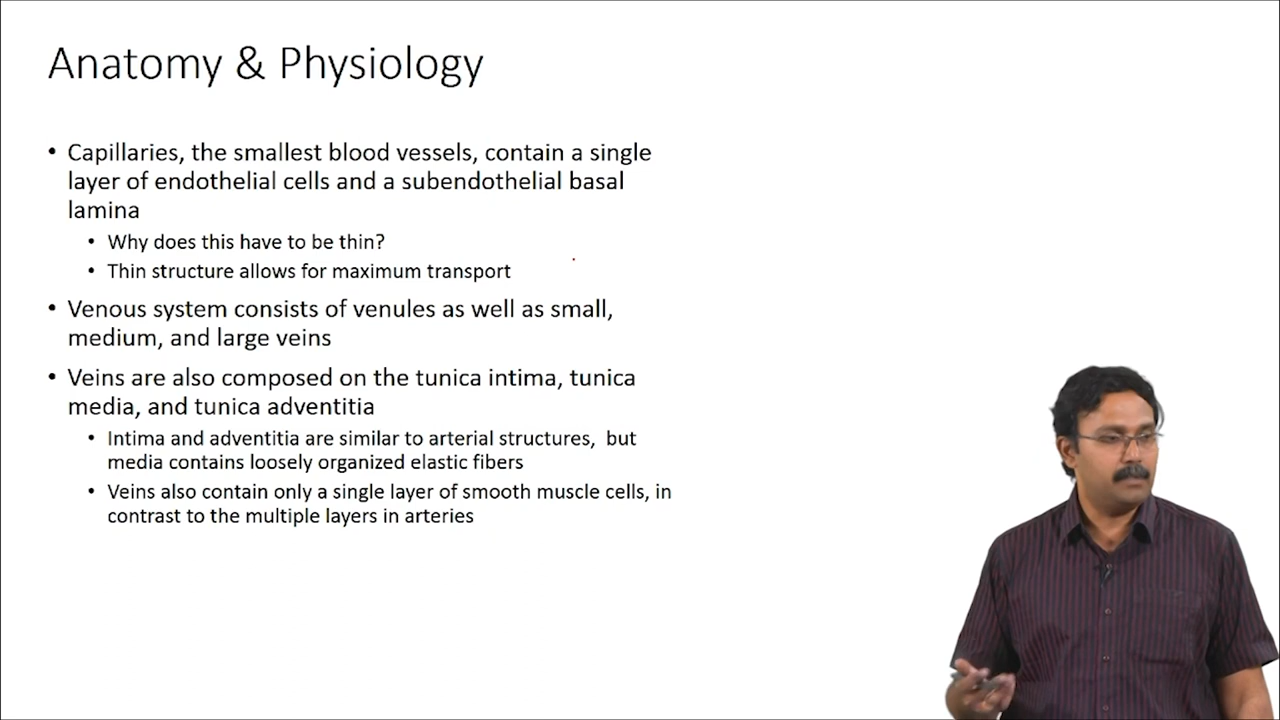 Anatomy & Physiology
• Capillaries, the smallest blood vessels, contain a single
layer of endothelial cells and a subendothelial basal
lamina
• Why does this have to be thin?
• Thin structure allows for maximum transport
• Venous system consists of venules as well as small,
medium, and large veins
• Veins are also composed on the tunica intima, tunica
media, and tunica adventitia
• Intima and adventitia are similar to arterial structures, but
media contains loosely organized elastic fibers
• Veins also contain only a single layer of smooth muscle cells, in
contrast to the multiple layers in arteries